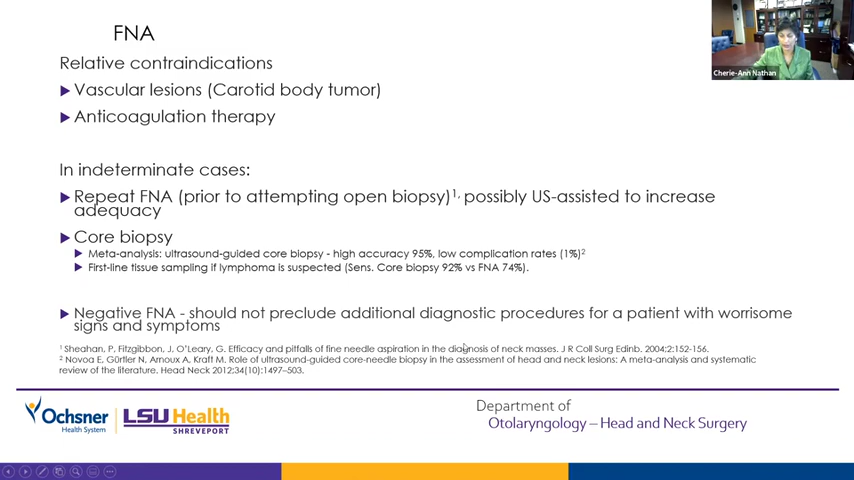 FNA
Cherie-Ann Nathan
Relative contraindications
Vascular lesions (Carotid body tumor)
Anticoagulation therapy
In indeterminate cases:
Repeat FNA (prior to attempting open biopsy)1, possibly US-assisted to increase
adequacy
Core biopsy
Meta-analysis: ultrasound-guided core biopsy - high accuracy 95%, low complication rates (1%)2
First-line tissue sampling if lymphoma is suspected (Sens. Core biopsy 92% vs FNA 74%).
Negative FNA - should not preclude additional diagnostic procedures for a patient with worrisome
signs and symptoms
1 Sheahan, P, Fitzgibbon, J, O'Leary, G. Efficacy and pitfalls of fine needle aspiration in the diagnosis of neck masses. J R Coll Surg Edinb. 2004;2:152-156.
2 Novoa E, Gürtler N, Arnoux A, Kraft M. Role of ultrasound-guided core-needle biopsy in the assessment of head and neck lesions: A meta-analysis and systematic
review of the literature. Head Neck 2012;34(10):1497–503.
Ochsner
Health System
LSU Health
SHREVEPORT
Department of
Otolaryngology – Head and Neck Surgery